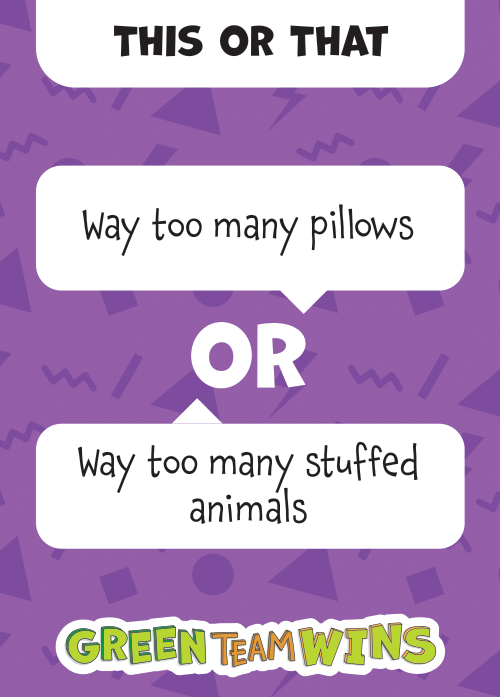 THIS OR THAT
Way too many pillows
OR
Way too many stuffed
animals
GREEN TEAM WINS